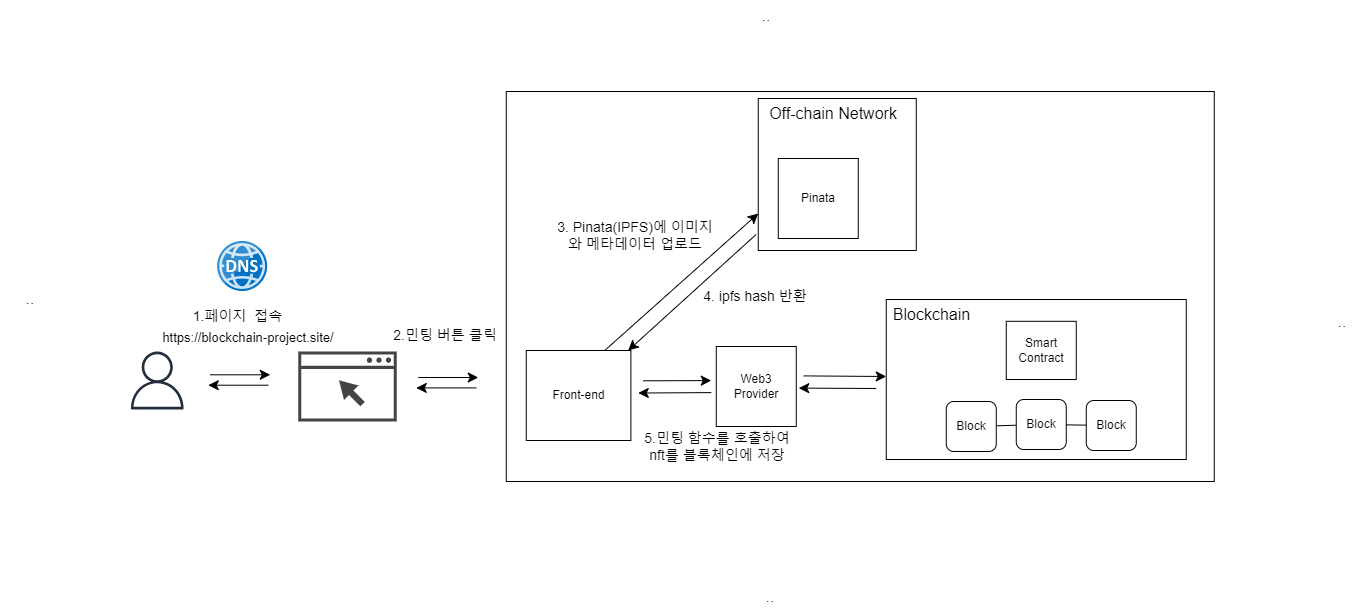 ..
Off-chain Network
Pinata
3. Pinata(IPFS)에 이미지
와 메타데이터 업로드
DNS
..
1.페이지 접속
https://blockchain-project.site/
2.민팅 버튼 클릭
4. ipfs hash 반환
Blockchain
..
Smart
Contract
Front-end
Web3
Provider
Block
Block
Block
5.민팅 함수를 호출하여
nft를 블록체인에 저장
..